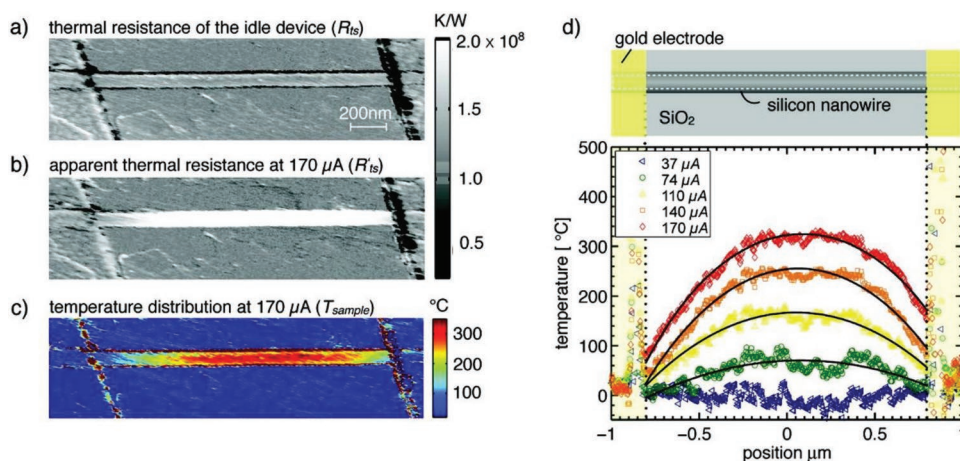 a) thermal resistance of the idle device (Rts)
K/W
2.0 x 10⁸
1.5
1.0
0.5
200nm
b) apparent thermal resistance at 170 µA (R'ts)
c) temperature distribution at 170 µA (Tsample)
°C
300
200
100
d)
gold electrode
silicon nanowire
SiO₂
500
400
300
200
100
0
temperature [ °C]
37 µA
74 µA
110 µA
140 µA
170 µA
-1
-0.5
0
0.5
1
position µm